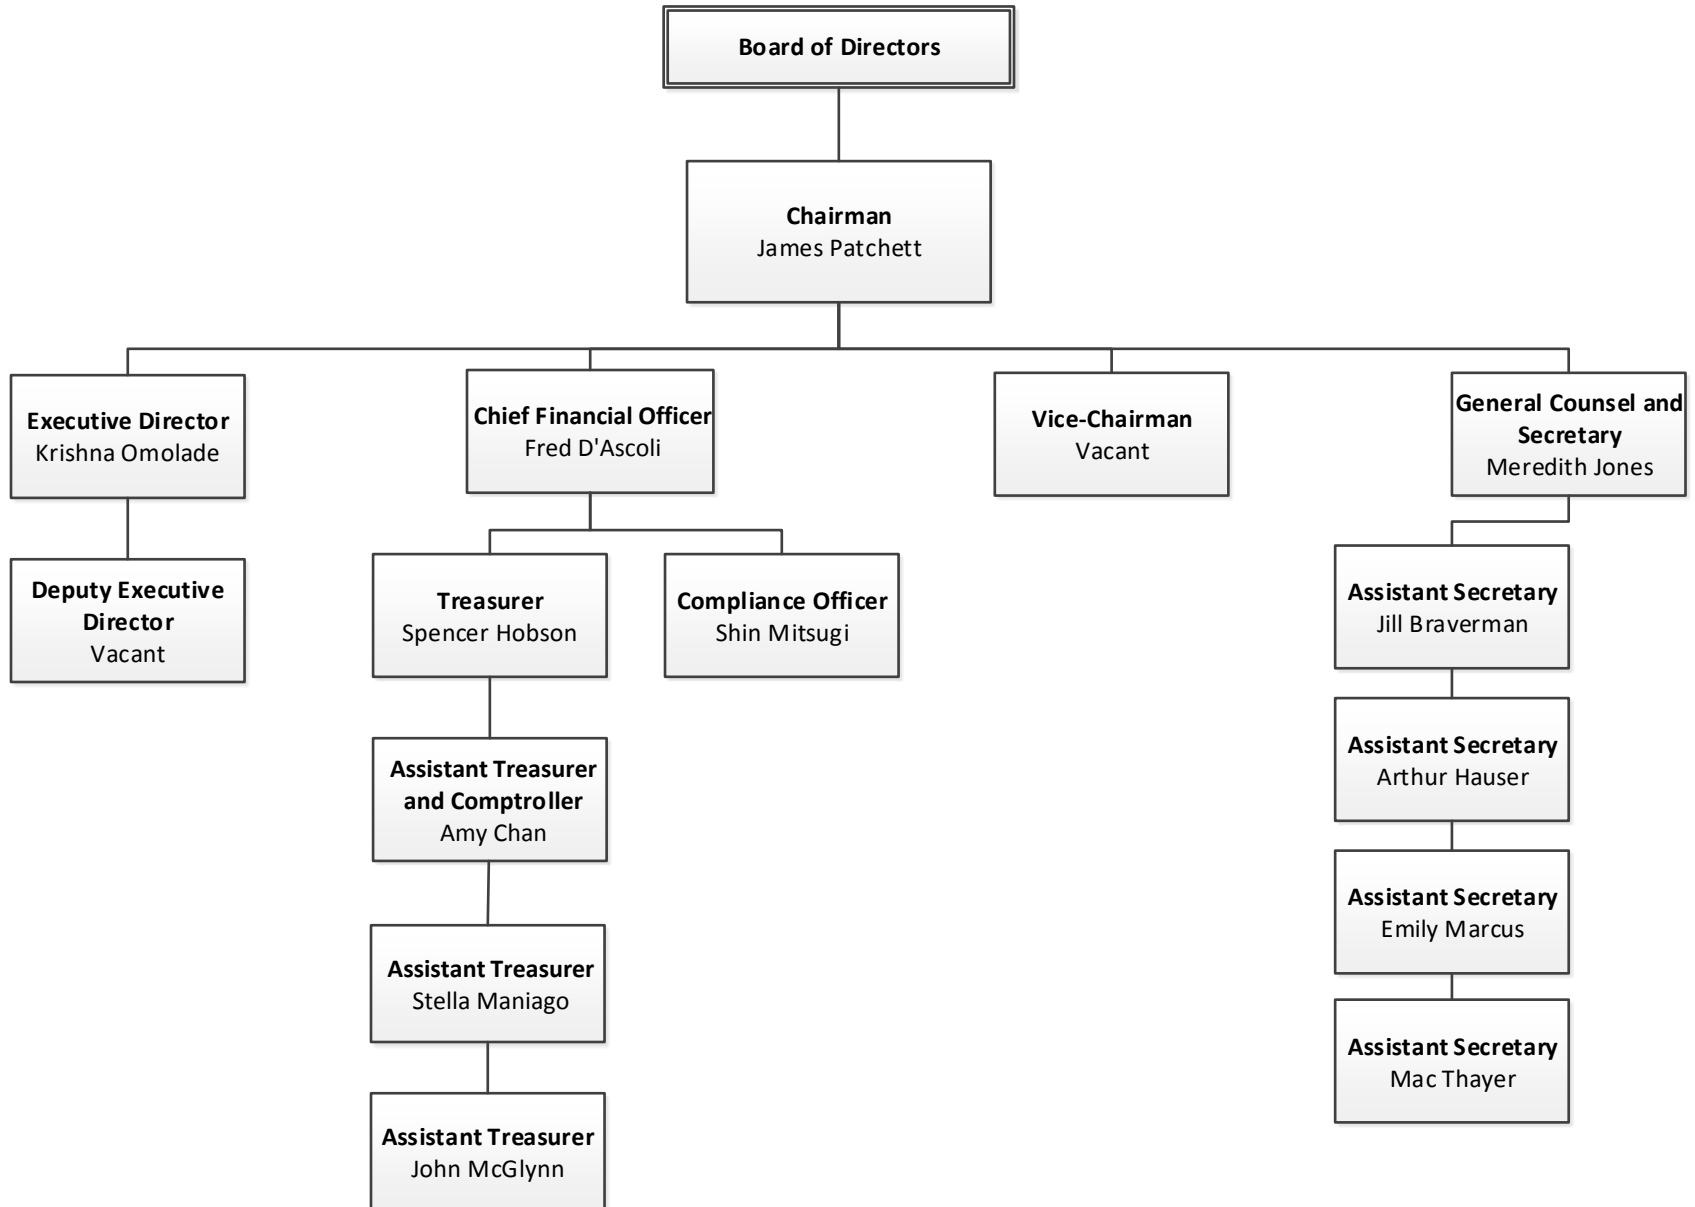 Board of Directors
Chairman
James Patchett
Executive Director
Krishna Omolade
Chief Financial Officer
Fred D'Ascoli
Vice-Chairman
Vacant
General Counsel and
Secretary
Meredith Jones
Deputy Executive
Director
Vacant
Treasurer
Spencer Hobson
Compliance Officer
Shin Mitsugi
Assistant Secretary
Jill Braverman
Assistant Treasurer
and Comptroller
Amy Chan
Assistant Secretary
Arthur Hauser
Assistant Secretary
Emily Marcus
Assistant Treasurer
Stella Maniago
Assistant Secretary
Mac Thayer
Assistant Treasurer
John McGlynn